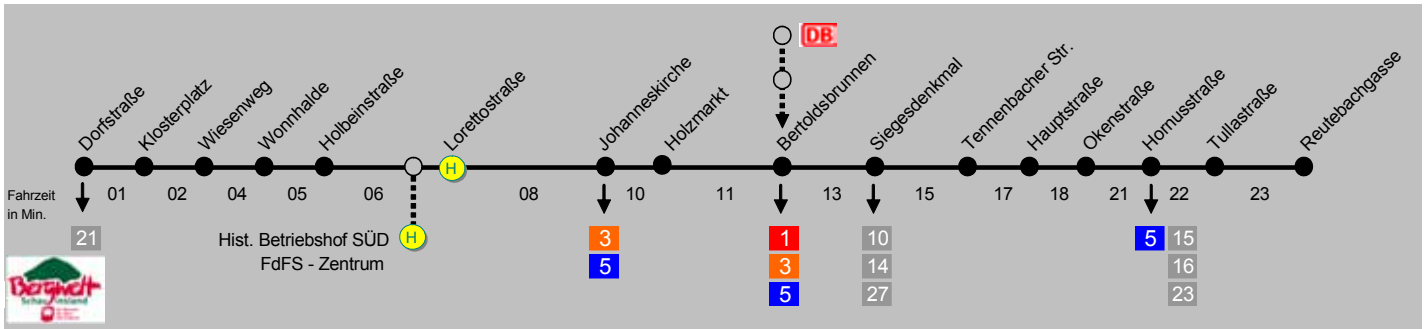 DB
Dorfstraße
Klosterplatz
Wiesenweg
Wonnhalde
Holbeinstraße
Lorettostraße
Johanneskirche
Holzmarkt
Bertoldsbrunnen
Siegesdenkmal
Tennenbacher Str.
Hauptstraße
Okenstraße
Hornusstraße
Tullastraße
Reutebachgasse
H
Fahrzeit
in Min.
01 02 04 05 06 08 10 11 13 15 17 18 21 22 23
21
Hist. Betriebshof SÜD H
FdFS - Zentrum
3
5
1
3
5
10
14
27
5 15
16
23
Bergwelt
Schauinsland